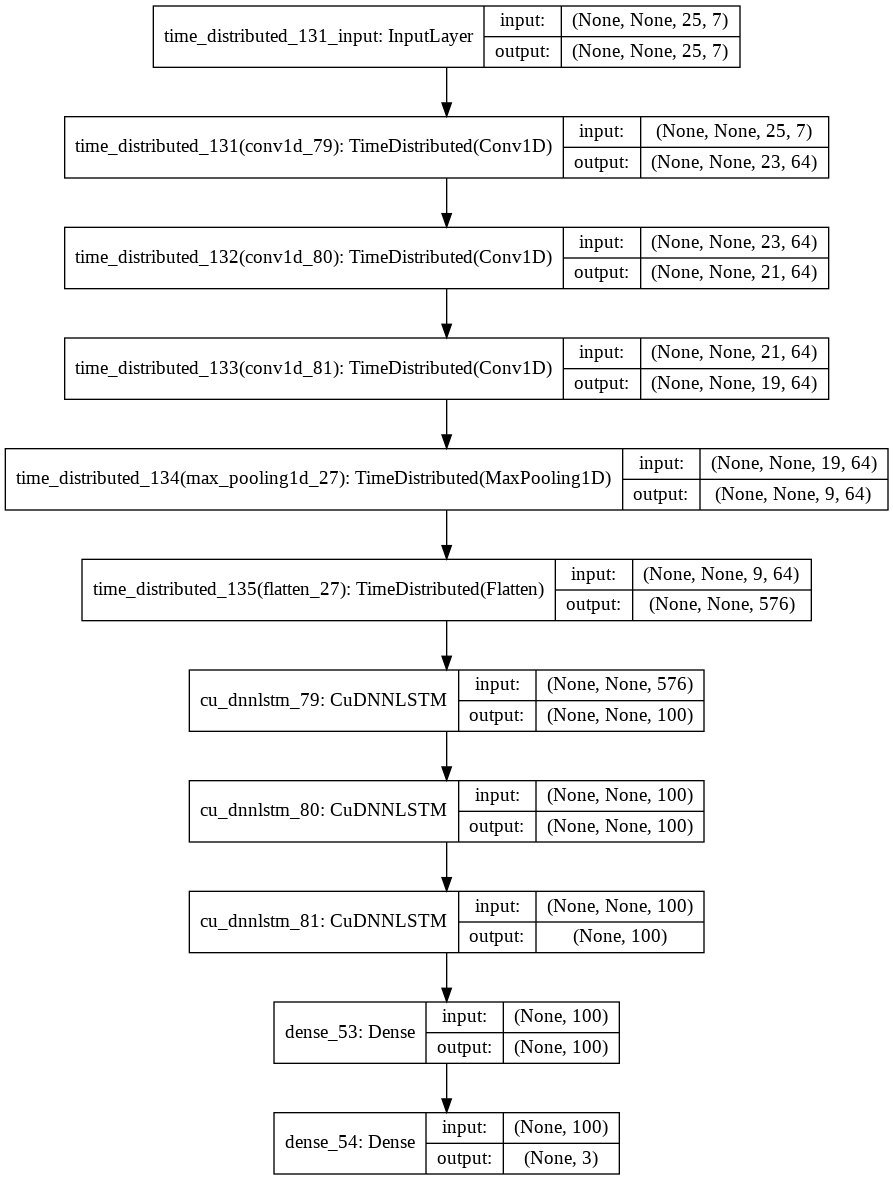 time_distributed_131_input: InputLayer
input: (None, None, 25, 7)
output: (None, None, 25, 7)
time_distributed_131(conv1d_79): TimeDistributed(Conv1D)
input: (None, None, 25, 7)
output: (None, None, 23, 64)
time_distributed_132(conv1d_80): TimeDistributed(Conv1D)
input: (None, None, 23, 64)
output: (None, None, 21, 64)
time_distributed_133(conv1d_81): TimeDistributed(Conv1D)
input: (None, None, 21, 64)
output: (None, None, 19, 64)
time_distributed_134(max_pooling1d_27): TimeDistributed(MaxPooling1D)
input: (None, None, 19, 64)
output: (None, None, 9, 64)
time_distributed_135(flatten_27): TimeDistributed(Flatten)
input: (None, None, 9, 64)
output: (None, None, 576)
cu_dnnlstm_79: CuDNNLSTM
input: (None, None, 576)
output: (None, None, 100)
cu_dnnlstm_80: CuDNNLSTM
input: (None, None, 100)
output: (None, None, 100)
cu_dnnlstm_81: CuDNNLSTM
input: (None, None, 100)
output: (None, 100)
dense_53: Dense
input: (None, 100)
output: (None, 100)
dense_54: Dense
input: (None, 100)
output: (None, 3)